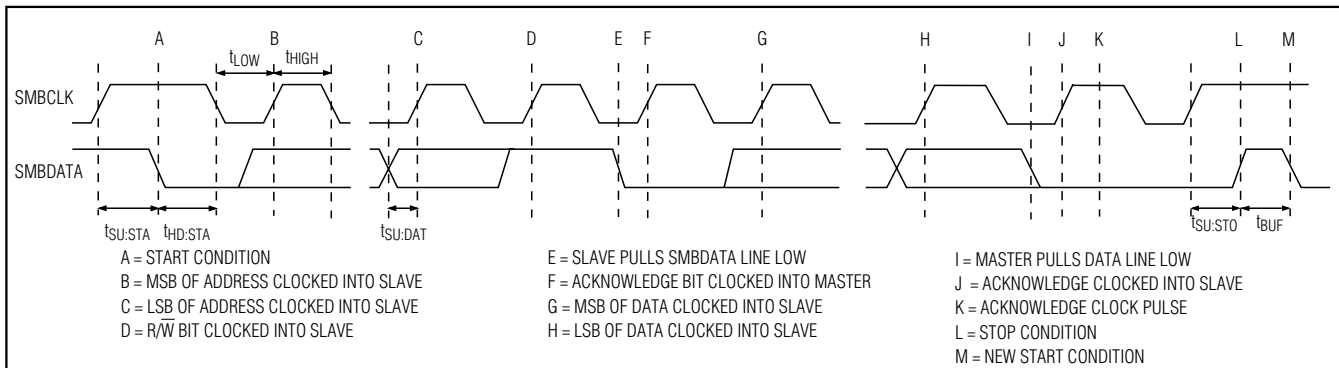 A B C D E F G H I J K L M
tLOW tHIGH
SMBCLK
SMBDATA
tSU:STA tHD:STA tSU:DAT tSU:STO tBUF
A = START CONDITION
B = MSB OF ADDRESS CLOCKED INTO SLAVE
C = LSB OF ADDRESS CLOCKED INTO SLAVE
D = R/W̅ BIT CLOCKED INTO SLAVE
E = SLAVE PULLS SMBDATA LINE LOW
F = ACKNOWLEDGE BIT CLOCKED INTO MASTER
G = MSB OF DATA CLOCKED INTO SLAVE
H = LSB OF DATA CLOCKED INTO SLAVE
I = MASTER PULLS DATA LINE LOW
J = ACKNOWLEDGE CLOCKED INTO SLAVE
K = ACKNOWLEDGE CLOCK PULSE
L = STOP CONDITION
M = NEW START CONDITION